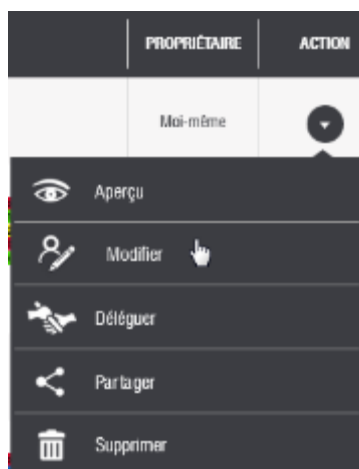 PROPRIÉTAIRE ACTION
Moi-même
Aperçu
Modifier
Déléguer
Partager
Supprimer